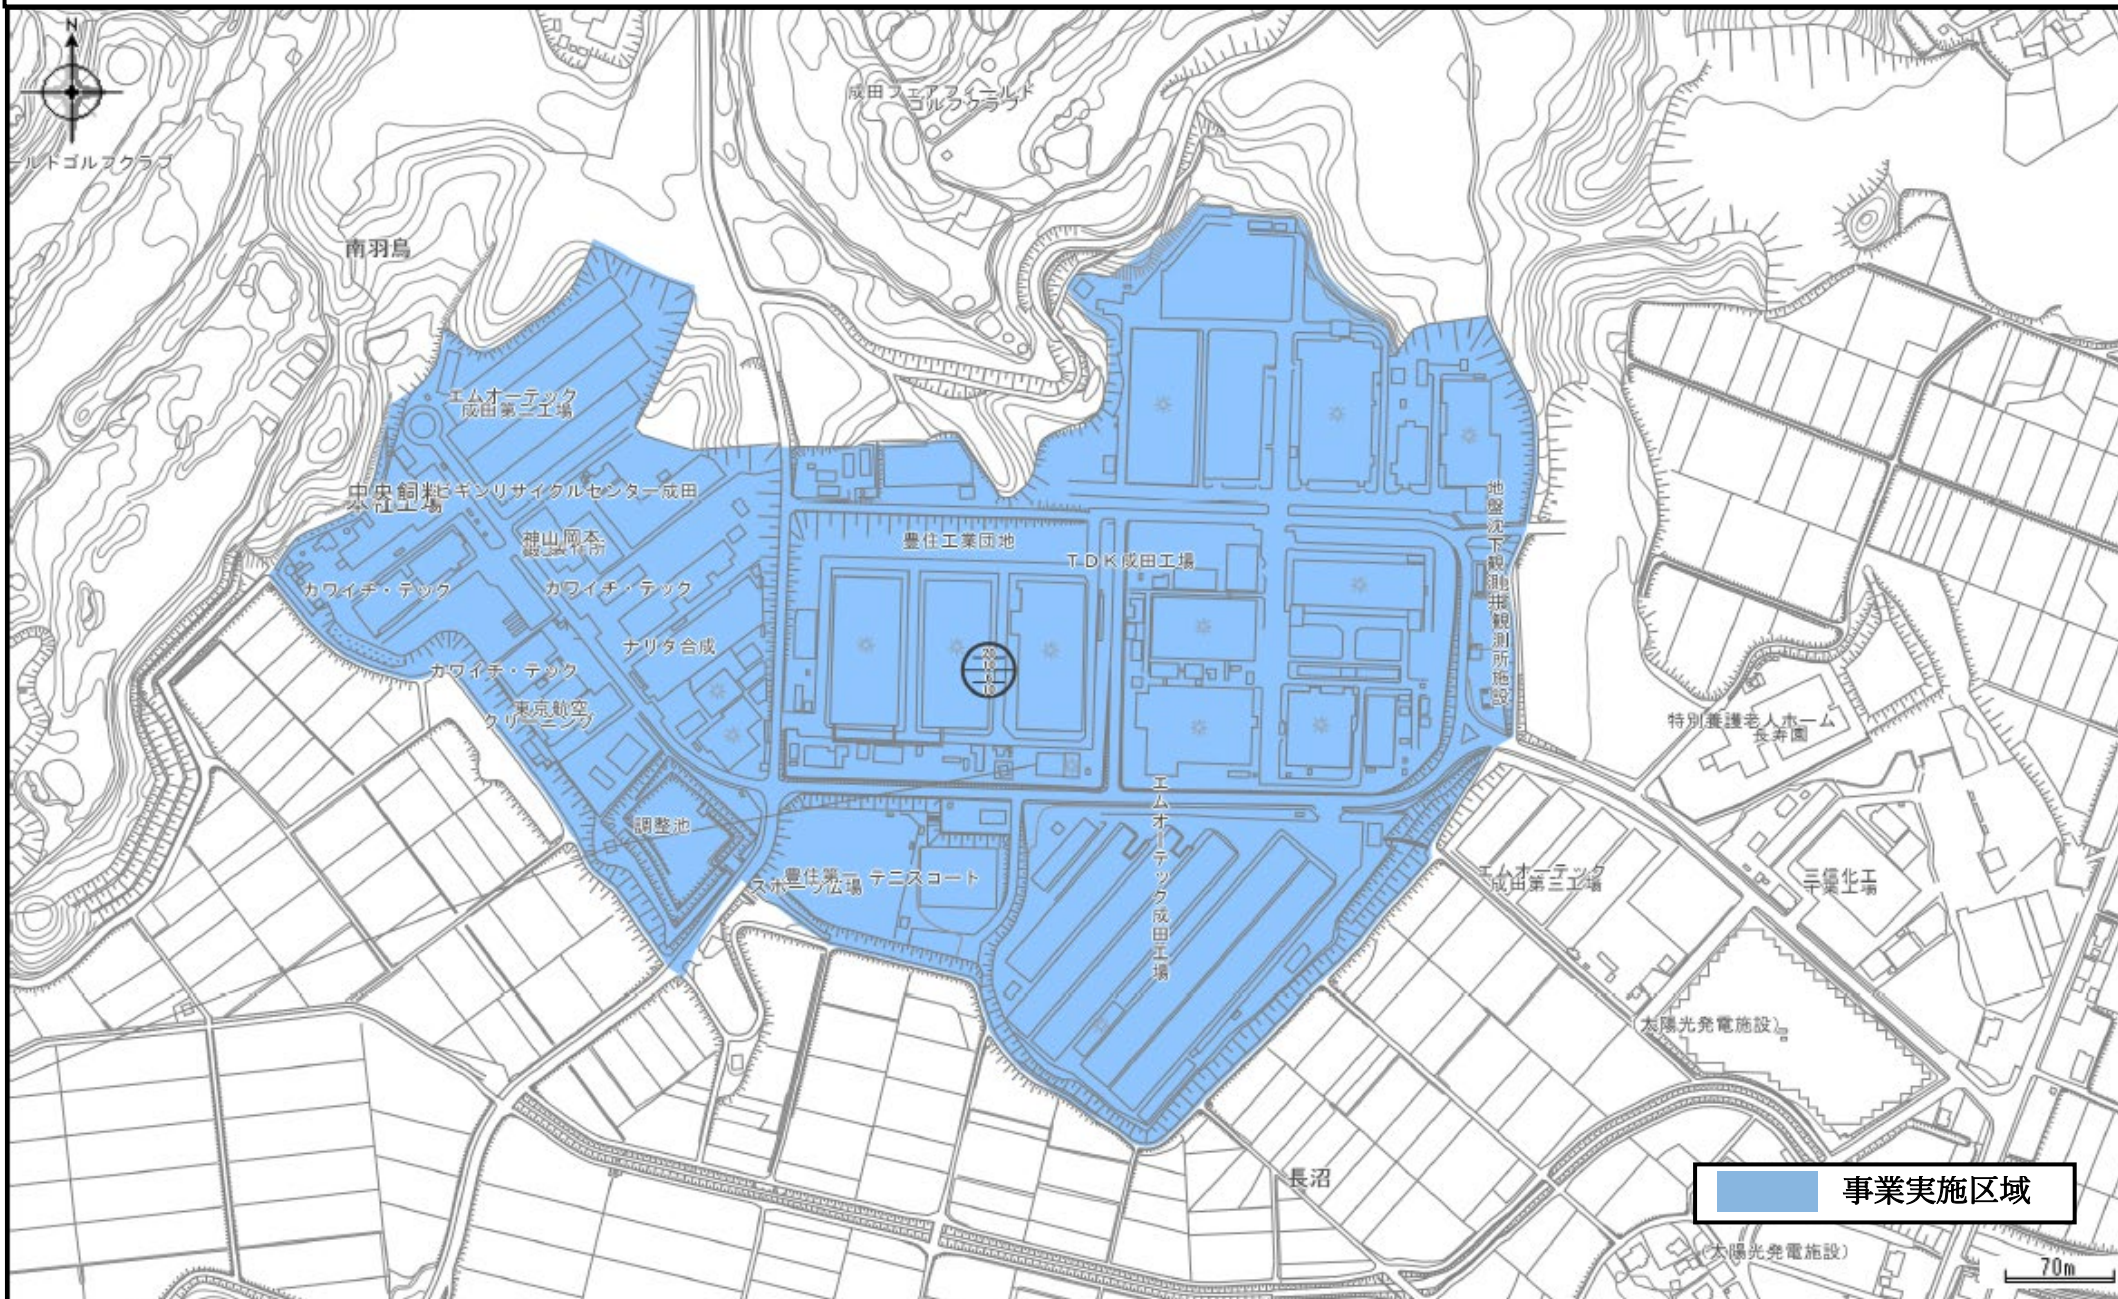 N
成田フェアフィールド
ゴルフクラブ
ールドゴルフクラブ
南羽鳥
エムオーテック
成田第二工場
中央飼料
本社工場
ビギンリサイクルセンター成田
神山岡本
豊住工業団地
TDK成田工場
地盤沈下観測井観測所施設
カワイチ・テック
カワイチ・テック
ナリタ合成
カワイチ・テック
東京航空
クリーニング
特別養護老人ホーム
長寿園
調整池
エムオーテック成田工場
豊住第一
スポーツ広場
テニスコート
エムオーテック
成田第三工場
三信化工
千葉工場
(太陽光発電施設)
長沼
事業実施区域
(太陽光発電施設)
70m